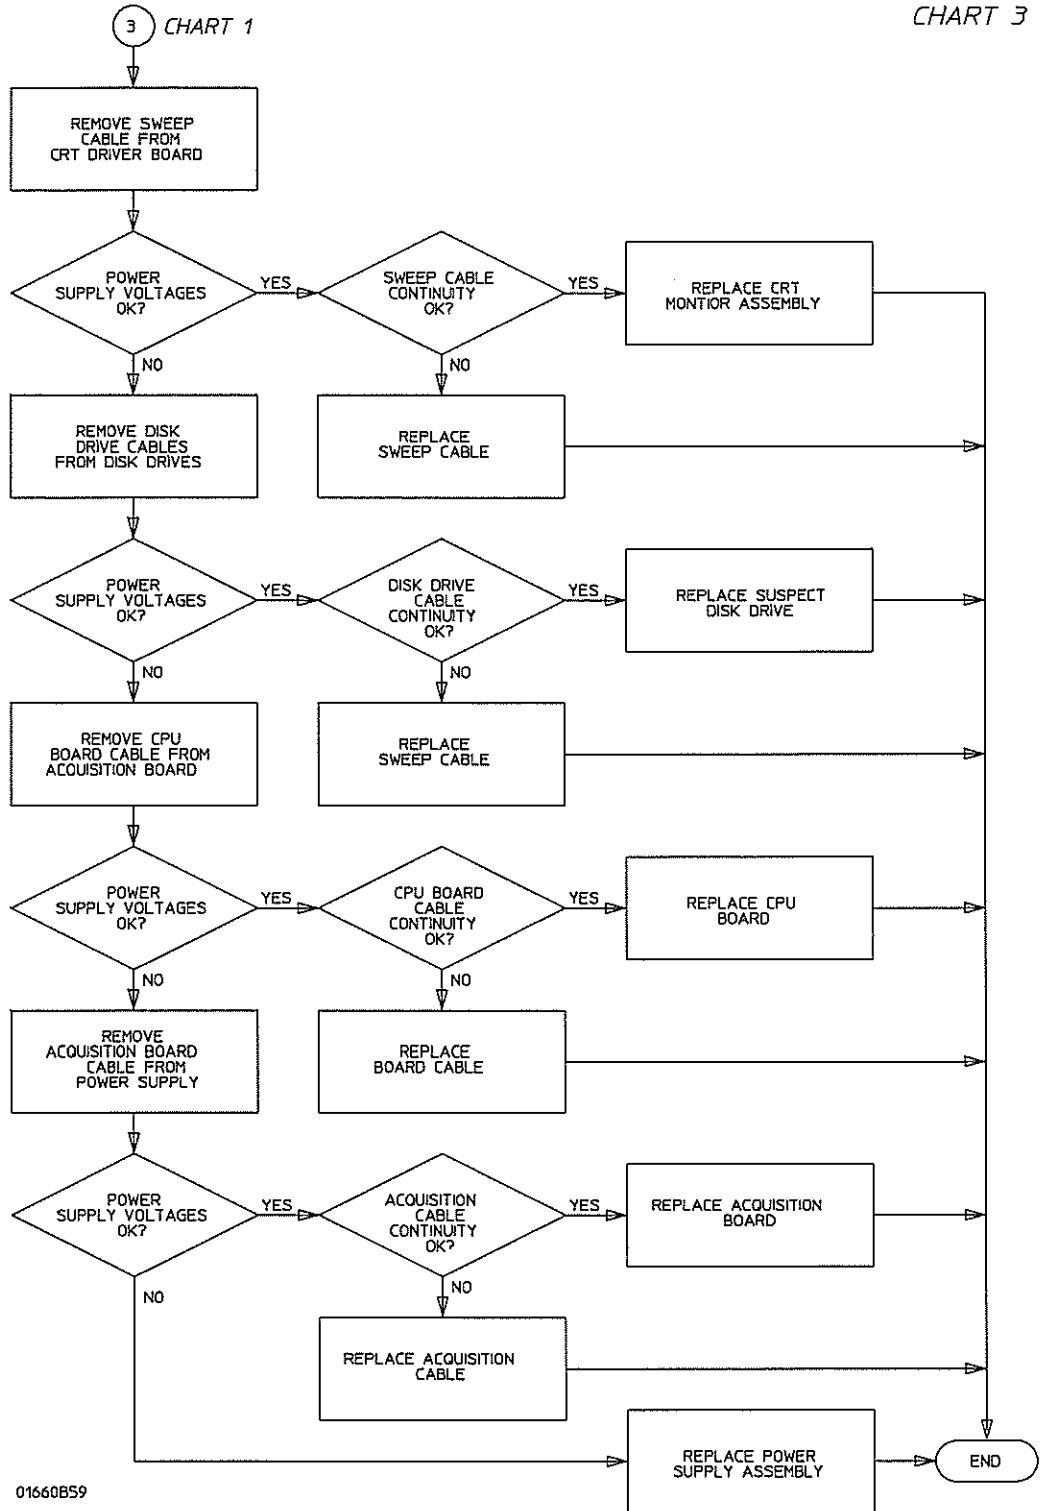 3 CHART 1
CHART 3
REMOVE SWEEP
CABLE FROM
CRT DRIVER BOARD
POWER
SUPPLY VOLTAGES
OK?
YES
NO
SWEEP CABLE
CONTINUITY
OK?
YES
NO
REPLACE CRT
MONTIOR ASSEMBLY
REMOVE DISK
DRIVE CABLES
FROM DISK DRIVES
REPLACE
SWEEP CABLE
POWER
SUPPLY VOLTAGES
OK?
YES
NO
DISK DRIVE
CABLE
CONTINUITY
OK?
YES
NO
REPLACE SUSPECT
DISK DRIVE
REMOVE CPU
BOARD CABLE FROM
ACQUISITION BOARD
REPLACE
SWEEP CABLE
POWER
SUPPLY VOLTAGES
OK?
YES
NO
CPU BOARD
CABLE
CONTINUITY
OK?
YES
NO
REPLACE CPU
BOARD
REMOVE
ACQUISITION BOARD
CABLE FROM
POWER SUPPLY
REPLACE
BOARD CABLE
POWER
SUPPLY VOLTAGES
OK?
YES
NO
ACQUISITION
CABLE
CONTINUITY
OK?
YES
NO
REPLACE ACQUISITION
BOARD
REPLACE ACQUISITION
CABLE
REPLACE POWER
SUPPLY ASSEMBLY
END
01660B59